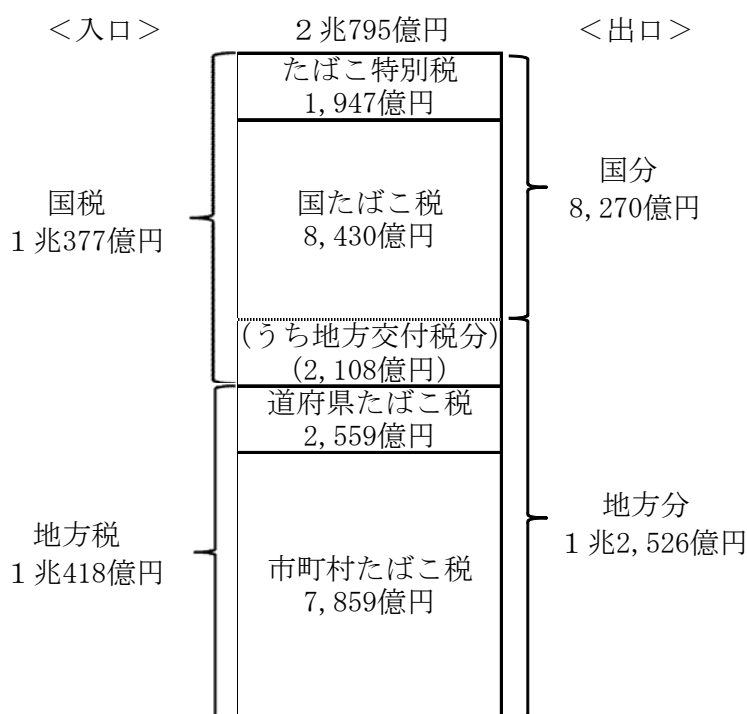 ＜入口＞ ２兆795億円 ＜出口＞
たばこ特別税
1,947億円
国税
１兆377億円
国たばこ税
8,430億円
国分
8,270億円
(うち地方交付税分)
(2,108億円)
道府県たばこ税
2,559億円
地方税
１兆418億円
市町村たばこ税
7,859億円
地方分
１兆2,526億円